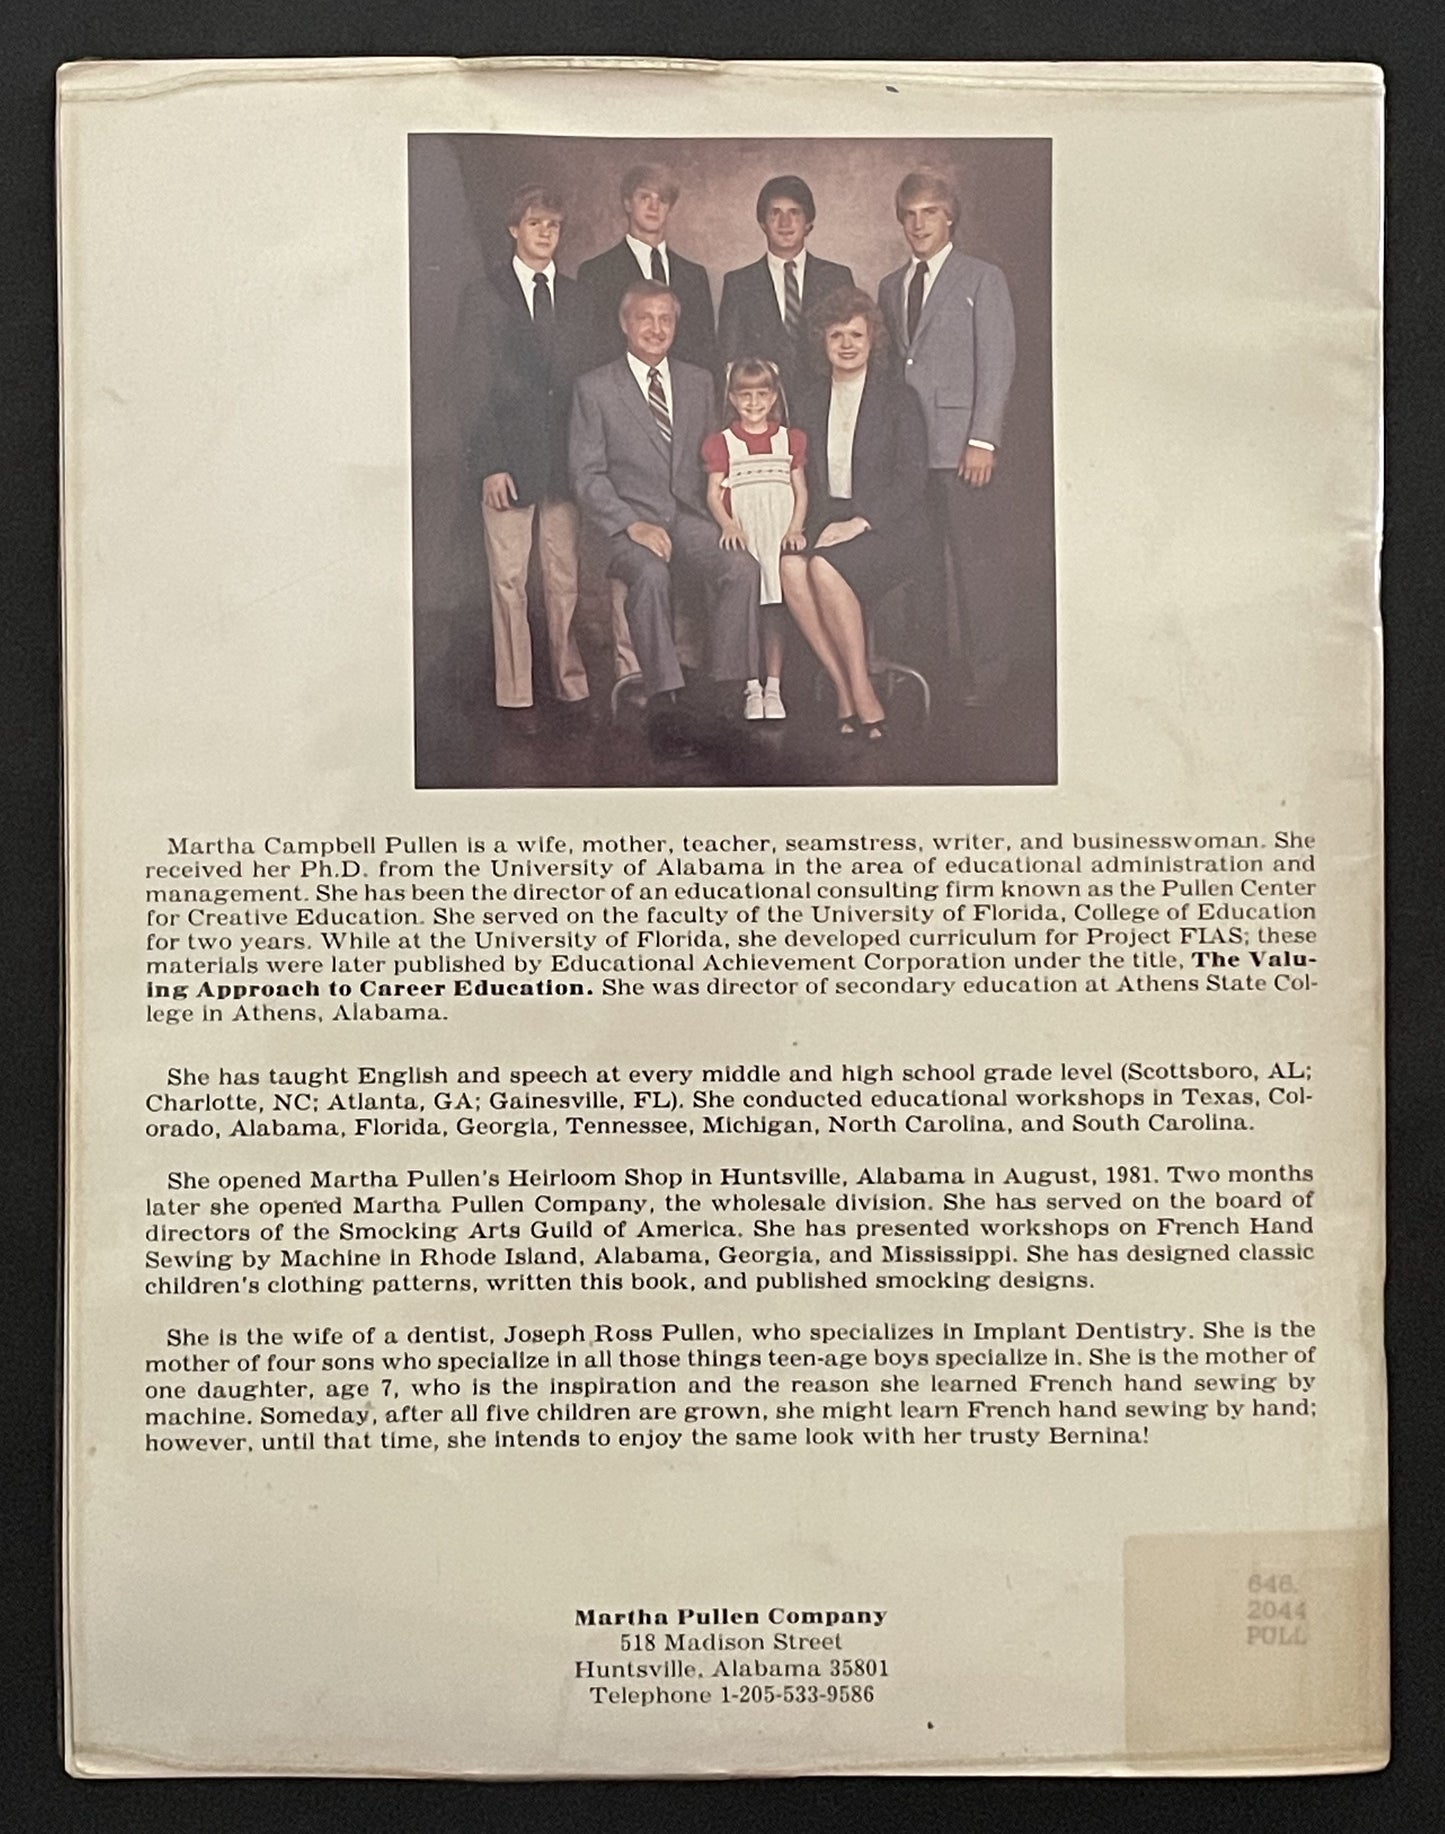 Martha Campbell Pullen is a wife, mother, teacher, seamstress, writer, and businesswoman. She
received her Ph.D. from the University of Alabama in the area of educational administration and
management. She has been the director of an educational consulting firm known as the Pullen Center
for Creative Education. She served on the faculty of the University of Florida, College of Education
for two years. While at the University of Florida, she developed curriculum for Project FIAS; these
materials were later published by Educational Achievement Corporation under the title, The Valu-
ing Approach to Career Education. She was director of secondary education at Athens State Col-
lege in Athens, Alabama.
She has taught English and speech at every middle and high school grade level (Scottsboro, AL;
Charlotte, NC; Atlanta, GA; Gainesville, FL). She conducted educational workshops in Texas, Col-
orado, Alabama, Florida, Georgia, Tennessee, Michigan, North Carolina, and South Carolina.
She opened Martha Pullen's Heirloom Shop in Huntsville, Alabama in August, 1981. Two months
later she opened Martha Pullen Company, the wholesale division. She has served on the board of
directors of the Smocking Arts Guild of America. She has presented workshops on French Hand
Sewing by Machine in Rhode Island, Alabama, Georgia, and Mississippi. She has designed classic
children's clothing patterns, written this book, and published smocking designs.
She is the wife of a dentist, Joseph Ross Pullen, who specializes in Implant Dentistry. She is the
mother of four sons who specialize in all those things teen-age boys specialize in. She is the mother of
one daughter, age 7, who is the inspiration and the reason she learned French hand sewing by
machine. Someday, after all five children are grown, she might learn French hand sewing by hand;
however, until that time, she intends to enjoy the same look with her trusty Bernina!
646.
2044
PULL
Martha Pullen Company
518 Madison Street
Huntsville, Alabama 35801
Telephone 1-205-533-9586